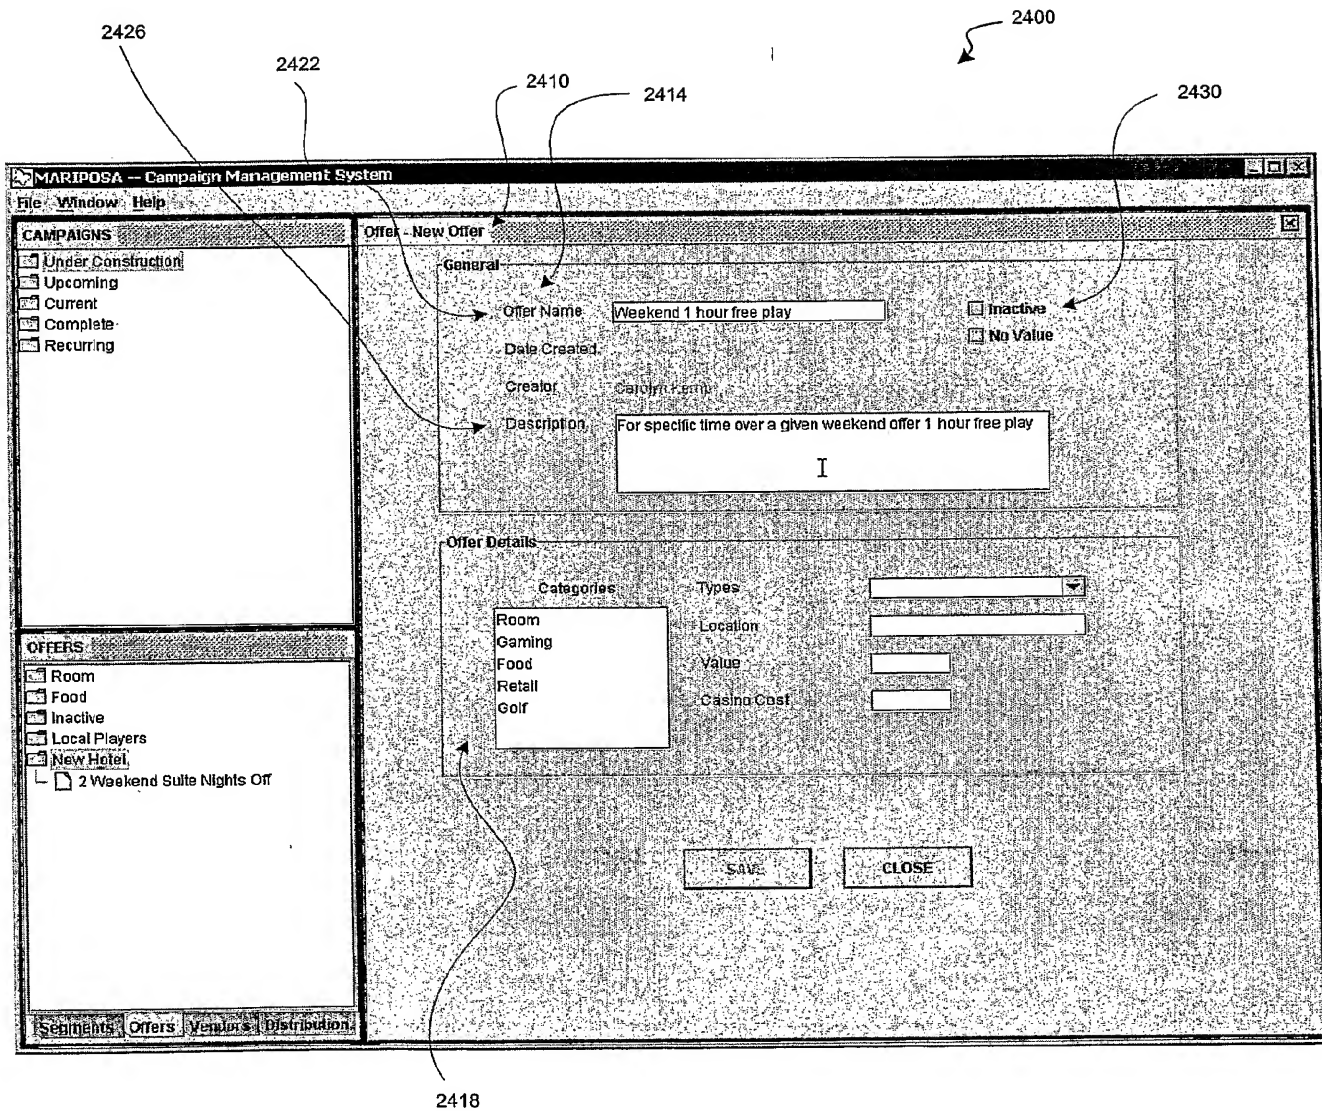 2400
2426
2422
2410
2414
2430
MARIPOSA -- Campaign Management System
File Window Help
CAMPAIGNS
Under Construction
Upcoming
Current
Complete
Recurring
Offer - New Offer
General
Offer Name
Weekend 1 hour free play
Inactive
No Value
Date Created
Creator
Description
For specific time over a given weekend offer 1 hour free play
Offer Details
Categories
Types
Room
Gaming
Food
Retail
Golf
Location
Value
Casino Cost
OFFERS
Room
Food
Inactive
Local Players
New Hotel
2 Weekend Suite Nights Off
SAVE
CLOSE
Segments Offers Vendors Distribution
2418